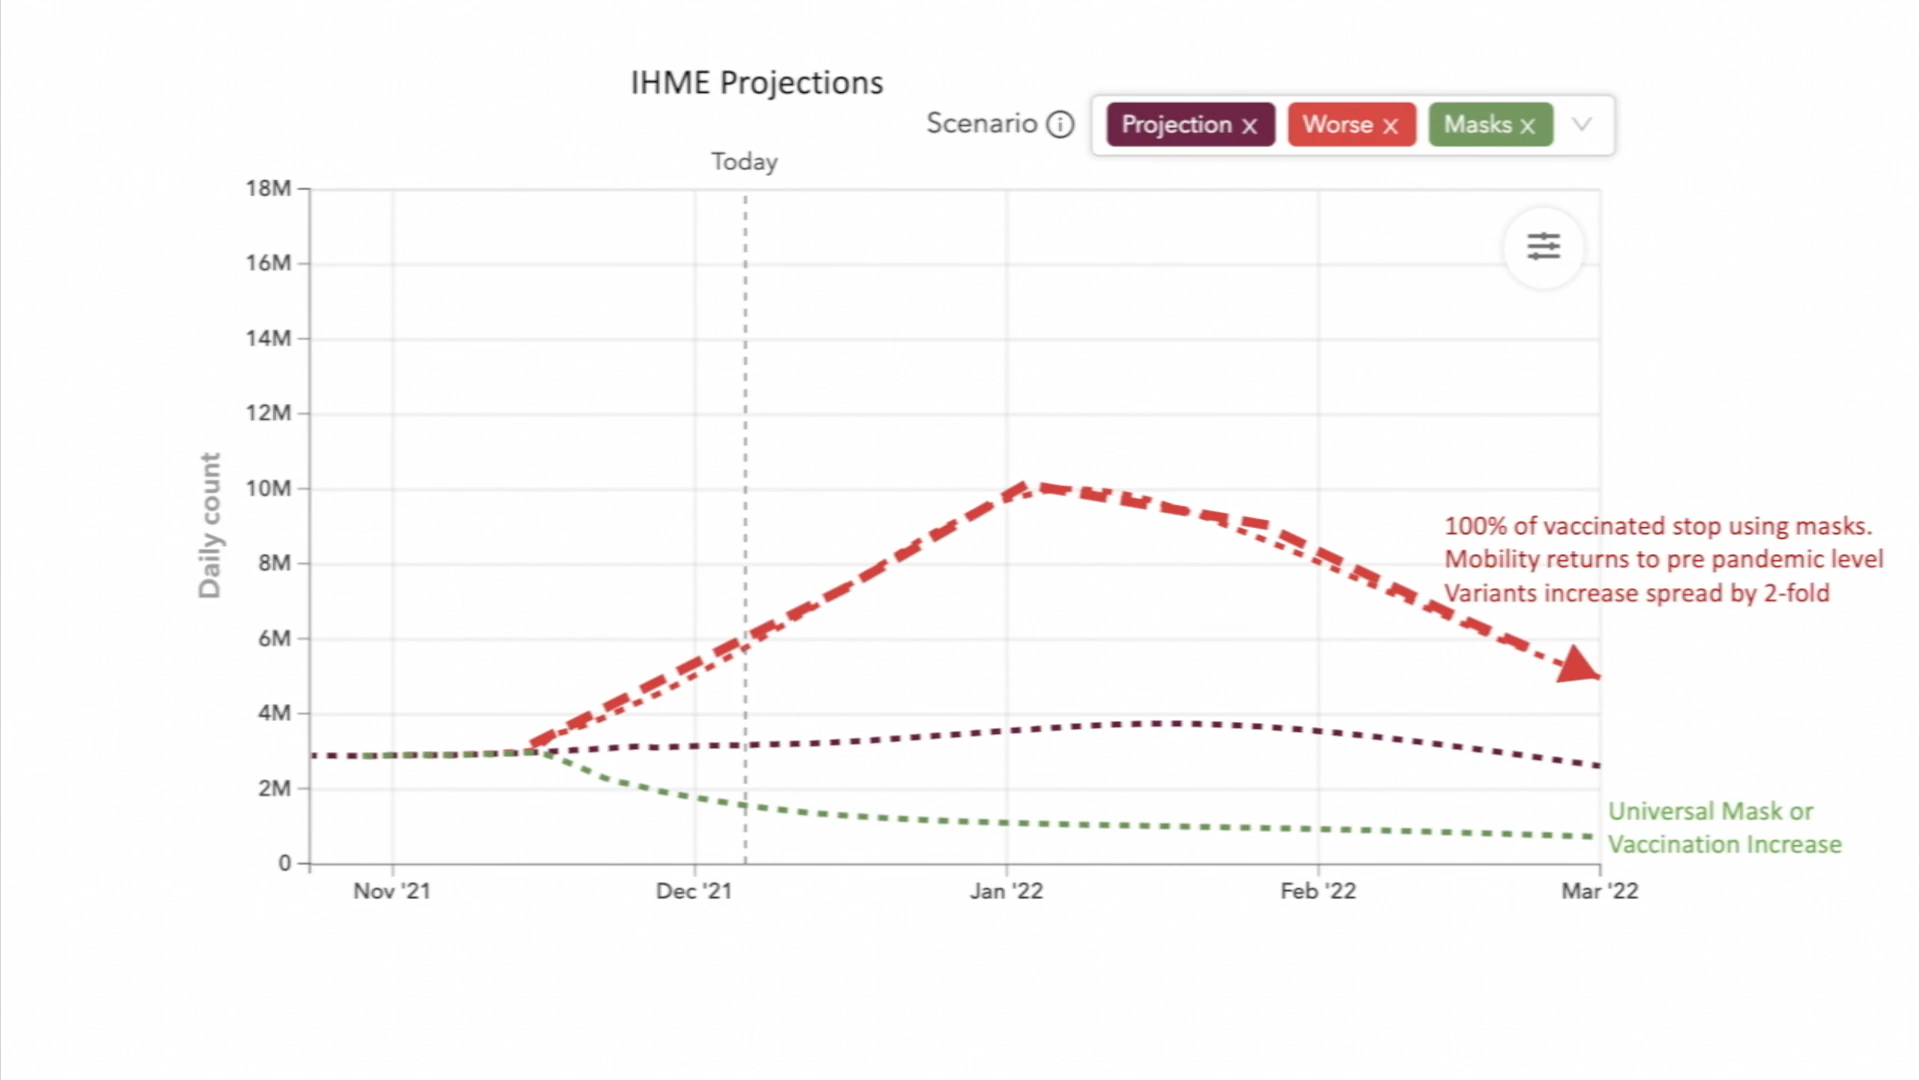 IHME Projections
Scenario i Projection x Worse x Masks x
Today
18M
16M
14M
12M
10M
8M
6M
4M
2M
0
Daily count
100% of vaccinated stop using masks.
Mobility returns to pre pandemic level
Variants increase spread by 2-fold
Universal Mask or
Vaccination Increase
Nov '21 Dec '21 Jan '22 Feb '22 Mar '22